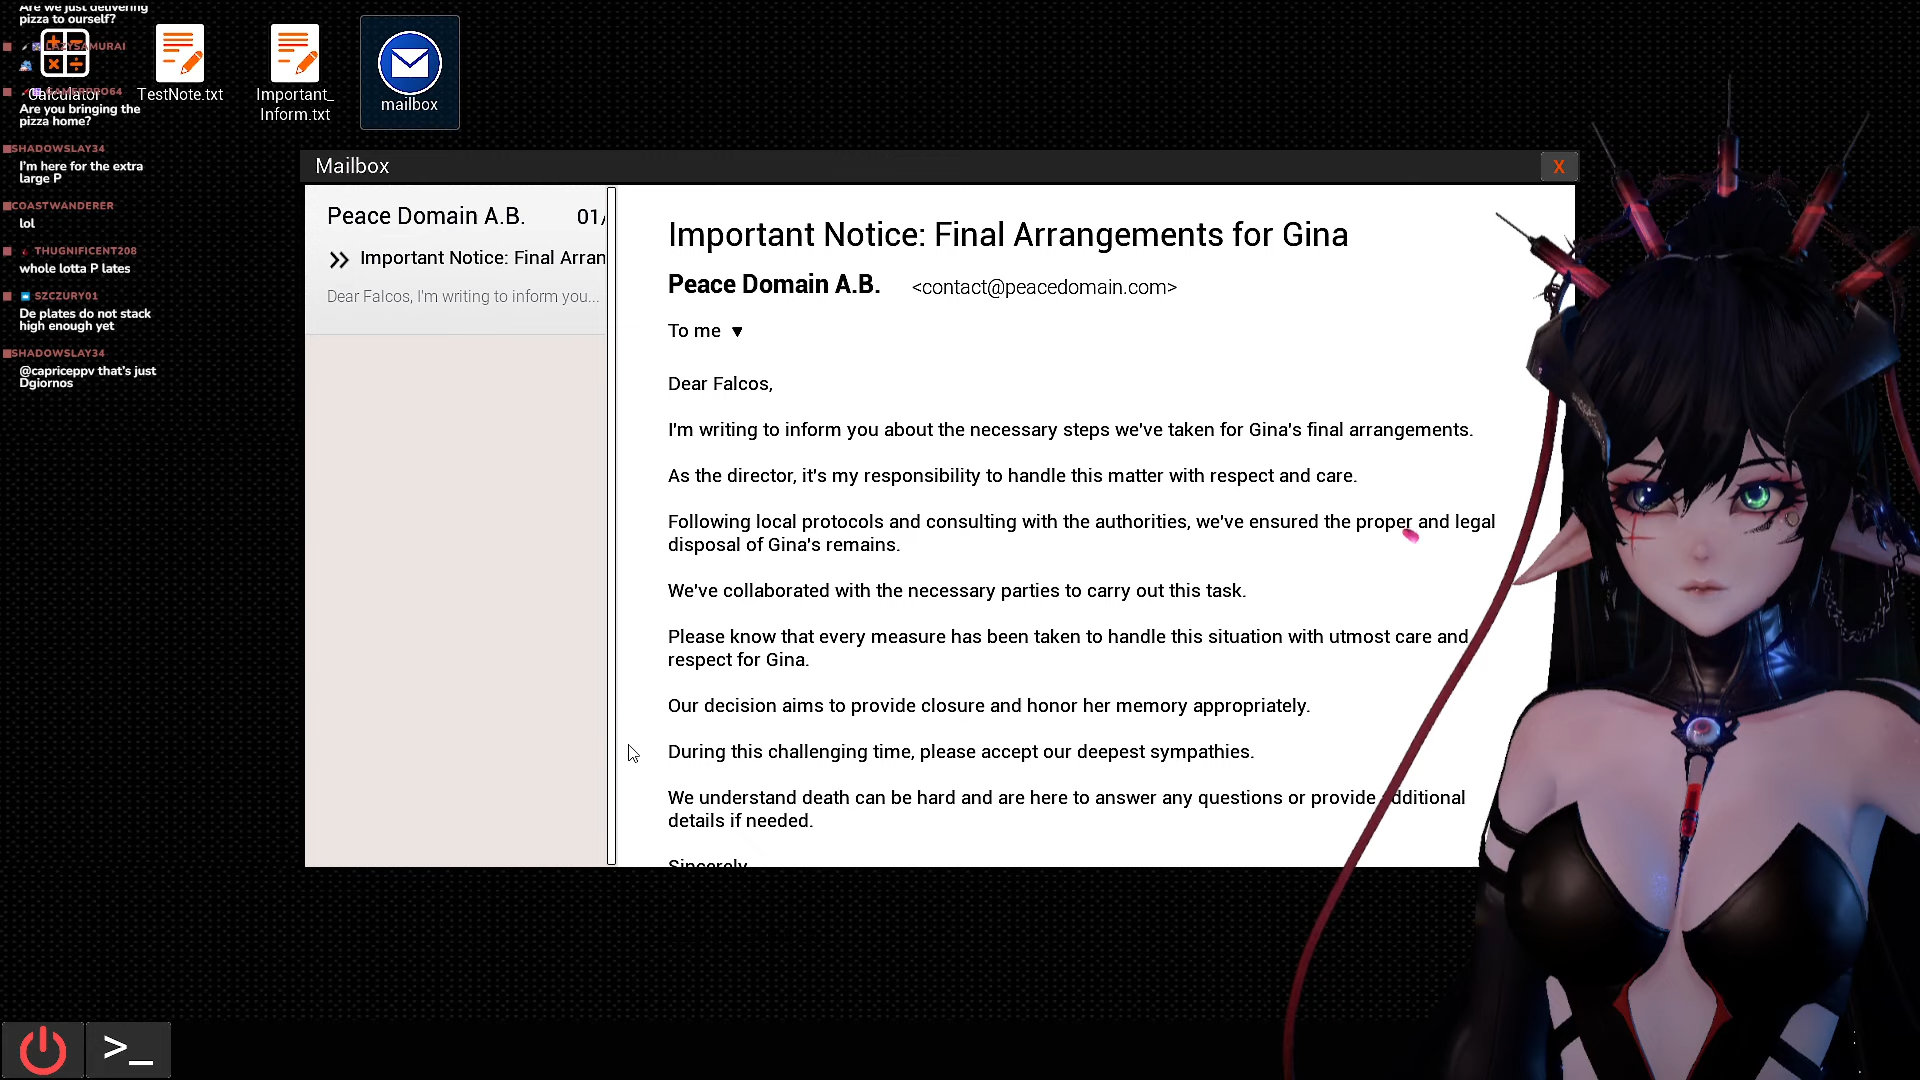 Are we just delivering
pizza to ourself?
LAZYSAMURAI
GAMERPRO64
Are you bringing the
pizza home?
SHADOWSLAY34
I'm here for the extra
large P
COASTWANDERER
lol
THUGNIFICENT208
whole lotta P lates
SZCZURY01
De plates do not stack
high enough yet
SHADOWSLAY34
@capriceppv that's just
Dgiornos
Calculator
TestNote.txt
Important_
Inform.txt
mailbox
Mailbox
X
Peace Domain A.B. 01/
Important Notice: Final Arran
Dear Falcos, I'm writing to inform you...
Important Notice: Final Arrangements for Gina
Peace Domain A.B. <contact@peacedomain.com>
To me ▼
Dear Falcos,
I'm writing to inform you about the necessary steps we've taken for Gina's final arrangements.
As the director, it's my responsibility to handle this matter with respect and care.
Following local protocols and consulting with the authorities, we've ensured the proper and legal
disposal of Gina's remains.
We've collaborated with the necessary parties to carry out this task.
Please know that every measure has been taken to handle this situation with utmost care and
respect for Gina.
Our decision aims to provide closure and honor her memory appropriately.
During this challenging time, please accept our deepest sympathies.
We understand death can be hard and are here to answer any questions or provide additional
details if needed.
Sincerely
>_